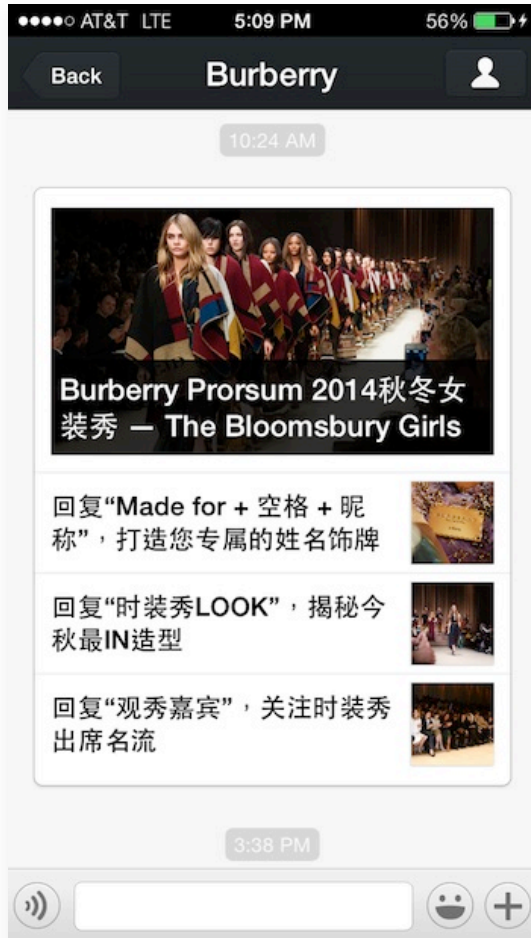 AT&T LTE 5:09 PM 56%
Back Burberry
10:24 AM
Burberry Prorsum 2014秋冬女
装秀 — The Bloomsbury Girls
回复“Made for + 空格 + 昵
称”，打造您专属的姓名饰牌
回复“时装秀LOOK”，揭秘今
秋最IN造型
回复“观秀嘉宾”，关注时装秀
出席名流
3:38 PM